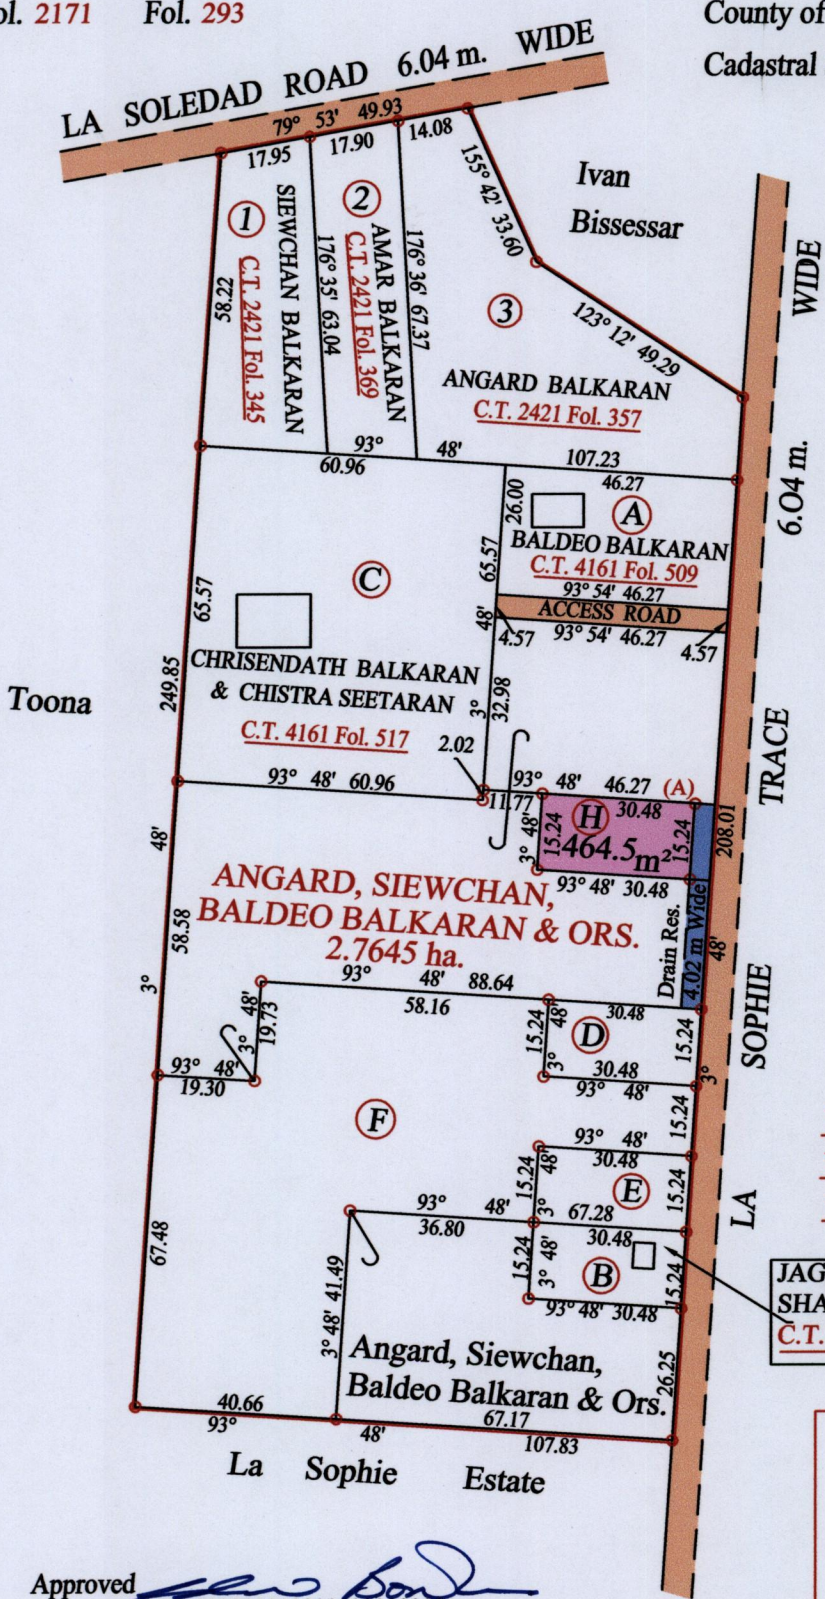 ol. 2171 Fol. 293
County of
Cadastral
LA SOLEDAD ROAD 6.04 m. WIDE
79° 53' 49.93
17.95
17.90
14.08
155° 42' 33.60
Ivan
Bissessar
1
SIEWCHAN BALKARAN
C.T. 2421 Fol. 345
58.22
176° 35' 63.04
2
AMAR BALKARAN
C.T. 2421 Fol. 369
176° 36' 67.37
3
123° 12' 49.29
ANGARD BALKARAN
C.T. 2421 Fol. 357
93° 48' 107.23
60.96
46.27
26.00
A
BALDEO BALKARAN
C.T. 4161 Fol. 509
93° 54' 46.27
ACCESS ROAD
93° 54' 46.27
4.57
4.57
C
65.57
65.57
3° 48'
32.98
CHRISENDATH BALKARAN
& CHISTRA SEETARAN
C.T. 4161 Fol. 517
Toona
3° 48' 249.85
2.02
93° 48' 60.96
93° 48' 46.27
(A)
11.77
30.48
H
3° 48'
15.24
464.5m²
15.24
93° 48' 30.48
Drain Res.
4.02 m Wide
3° 48' 208.01
LA SOPHIE TRACE 6.04 m. WIDE
ANGARD, SIEWCHAN,
BALDEO BALKARAN & ORS.
2.7645 ha.
58.58
93° 48' 88.64
58.16
30.48
3° 48'
19.73
15.24
3° 48'
D
15.24
30.48
93° 48'
93° 48'
19.30
F
15.24
93° 48'
30.48
15.24
3° 48'
E
15.24
93° 48' 67.28
36.80
30.48
15.24
3° 48'
B
15.24
93° 48' 30.48
67.48
3° 48' 41.49
JAG
SHA
C.T.
Angard, Siewchan,
Baldeo Balkaran & Ors.
26.25
40.66
67.17
93° 48' 107.83
La Sophie Estate
Approved